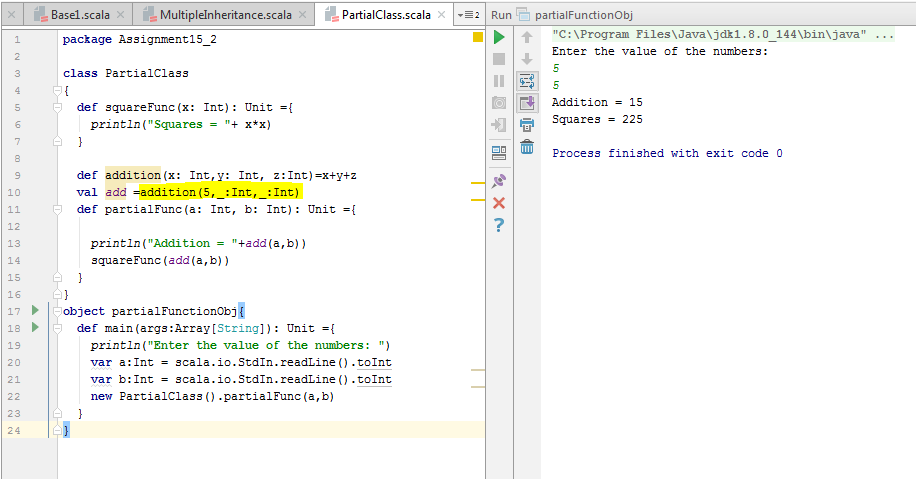 Base1.scala MultipleInheritance.scala PartialClass.scala 2 Run partialFunctionObj
1 package Assignment15_2
2
3 class PartialClass
4 {
5 def squareFunc(x: Int): Unit ={
6 println("Squares = "+ x*x)
7 }
8
9 def addition(x: Int,y: Int, z:Int)=x+y+z
10 val add =addition(5,_:Int,_:Int)
11 def partialFunc(a: Int, b: Int): Unit ={
12
13 println("Addition = "+add(a,b))
14 squareFunc(add(a,b))
15 }
16 }
17 object partialFunctionObj{
18 def main(args:Array[String]): Unit ={
19 println("Enter the value of the numbers: ")
20 var a:Int = scala.io.StdIn.readLine().toInt
21 var b:Int = scala.io.StdIn.readLine().toInt
22 new PartialClass().partialFunc(a,b)
23 }
24 }
"C:\Program Files\Java\jdk1.8.0_144\bin\java" ...
Enter the value of the numbers:
5
5
Addition = 15
Squares = 225
Process finished with exit code 0